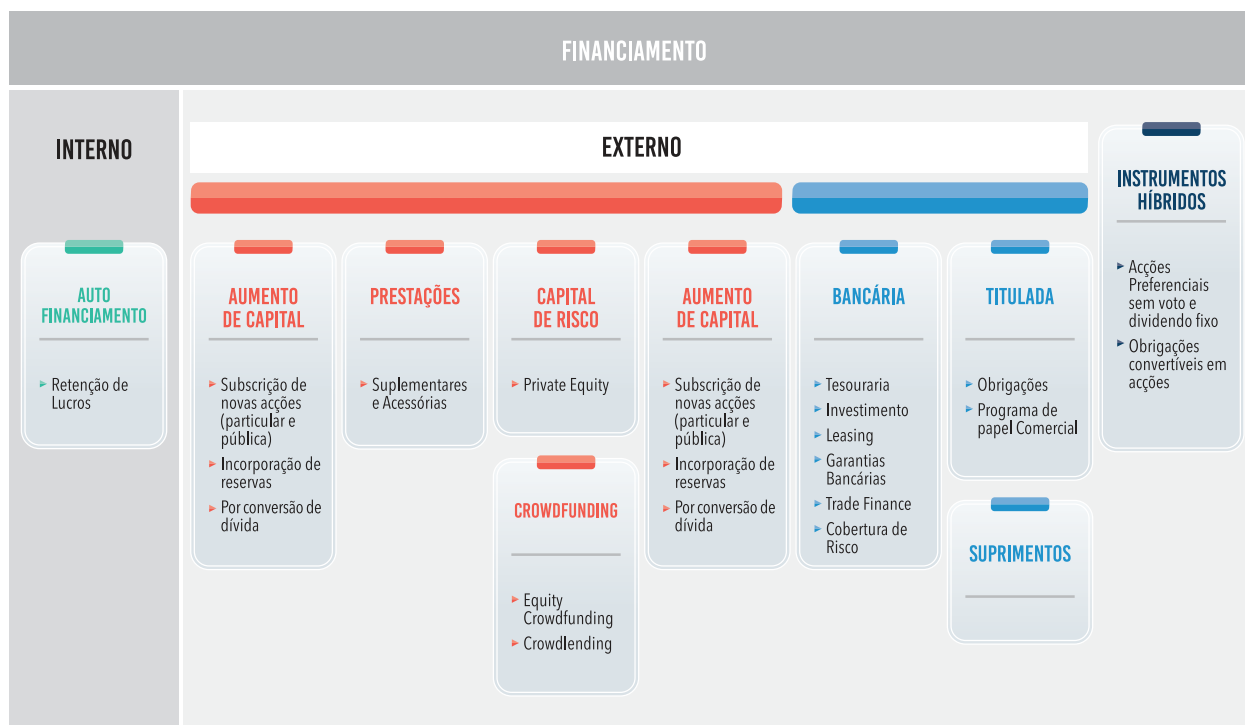 FINANCIAMENTO
INTERNO
AUTO
FINANCIAMENTO
Retenção de
Lucros
EXTERNO
AUMENTO
DE CAPITAL
Subscrição de
novas acções
(particular e
pública)
Incorporação de
reservas
Por conversão de
dívida
PRESTAÇÕES
Suplementares
e Acessórias
CAPITAL
DE RISCO
Private Equity
CROWDFUNDING
Equity
Crowdfunding
Crowdlending
AUMENTO
DE CAPITAL
Subscrição de
novas acções
(particular e
pública)
Incorporação de
reservas
Por conversão de
dívida
BANCÁRIA
Tesouraria
Investimento
Leasing
Garantias
Bancárias
Trade Finance
Cobertura de
Risco
TITULADA
Obrigações
Programa de
papel Comercial
SUPRIMENTOS
INSTRUMENTOS
HÍBRIDOS
Acções
Preferenciais
sem voto e
dividendo fixo
Obrigações
convertíveis em
acções